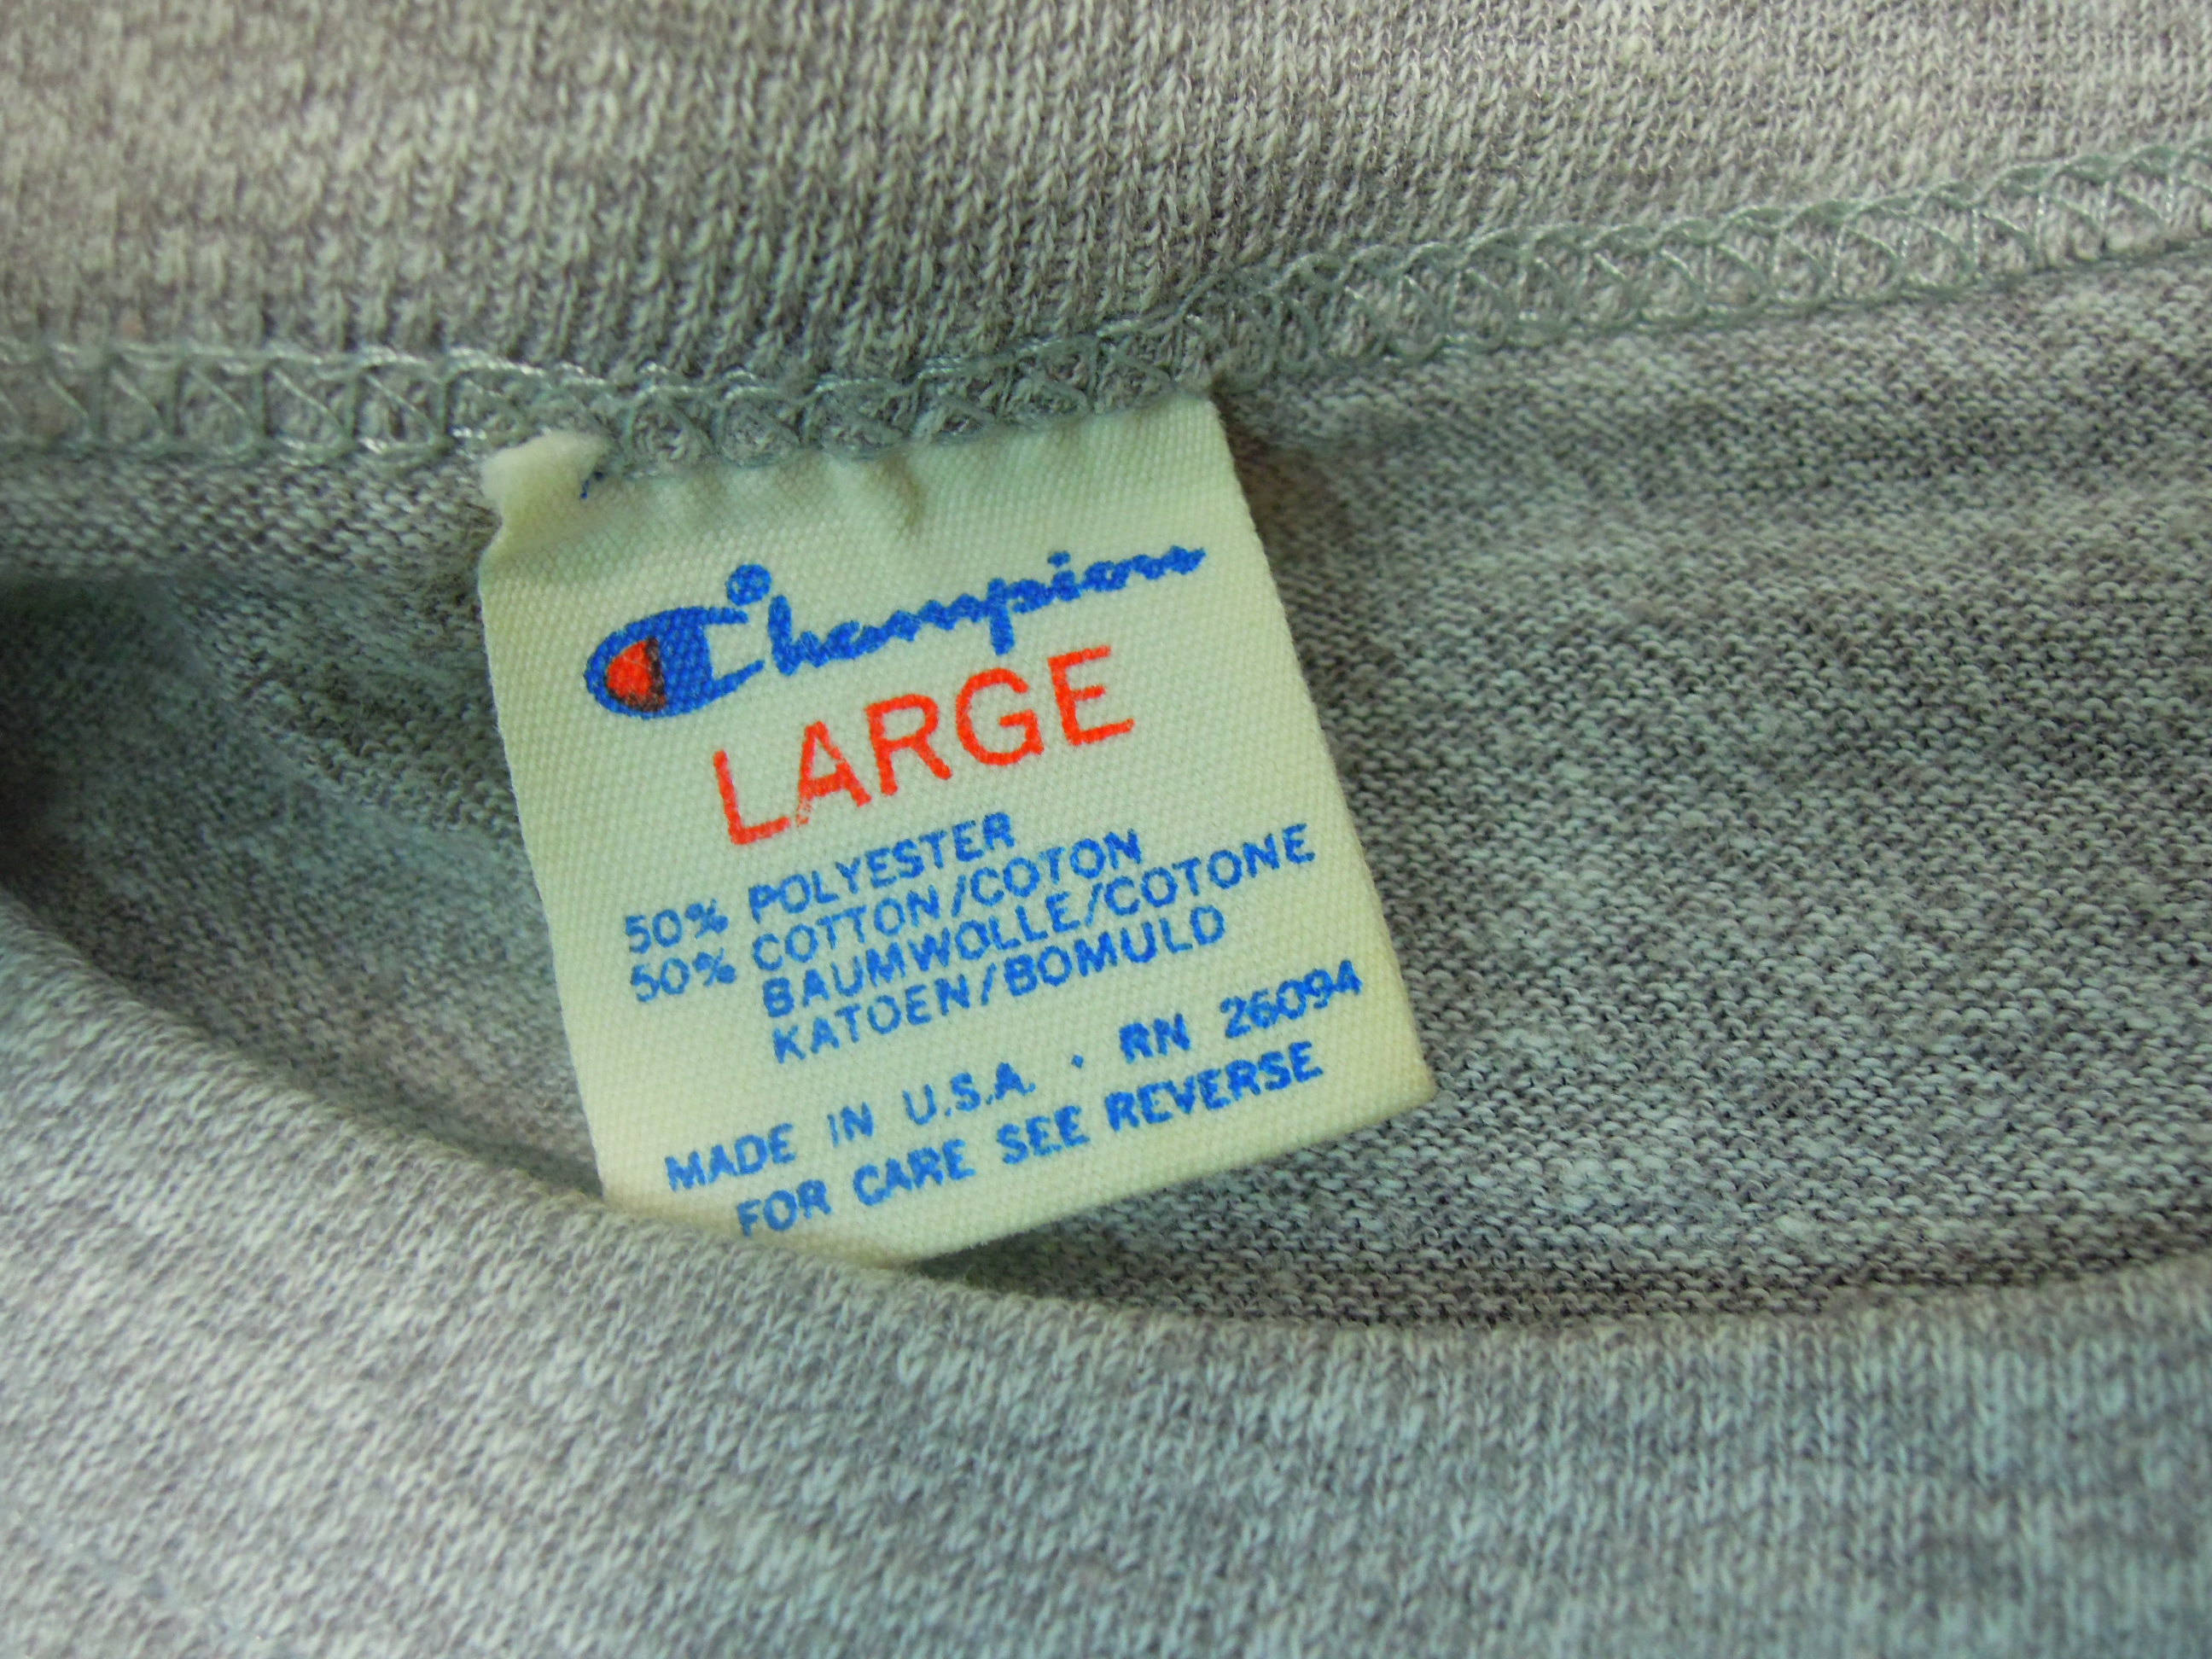 Champion®
LARGE
50% POLYESTER
50% COTTON/COTON
BAUMWOLLE/COTONE
KATOEN/BOMULD
MADE IN U.S.A. · RN 26094
FOR CARE SEE REVERSE